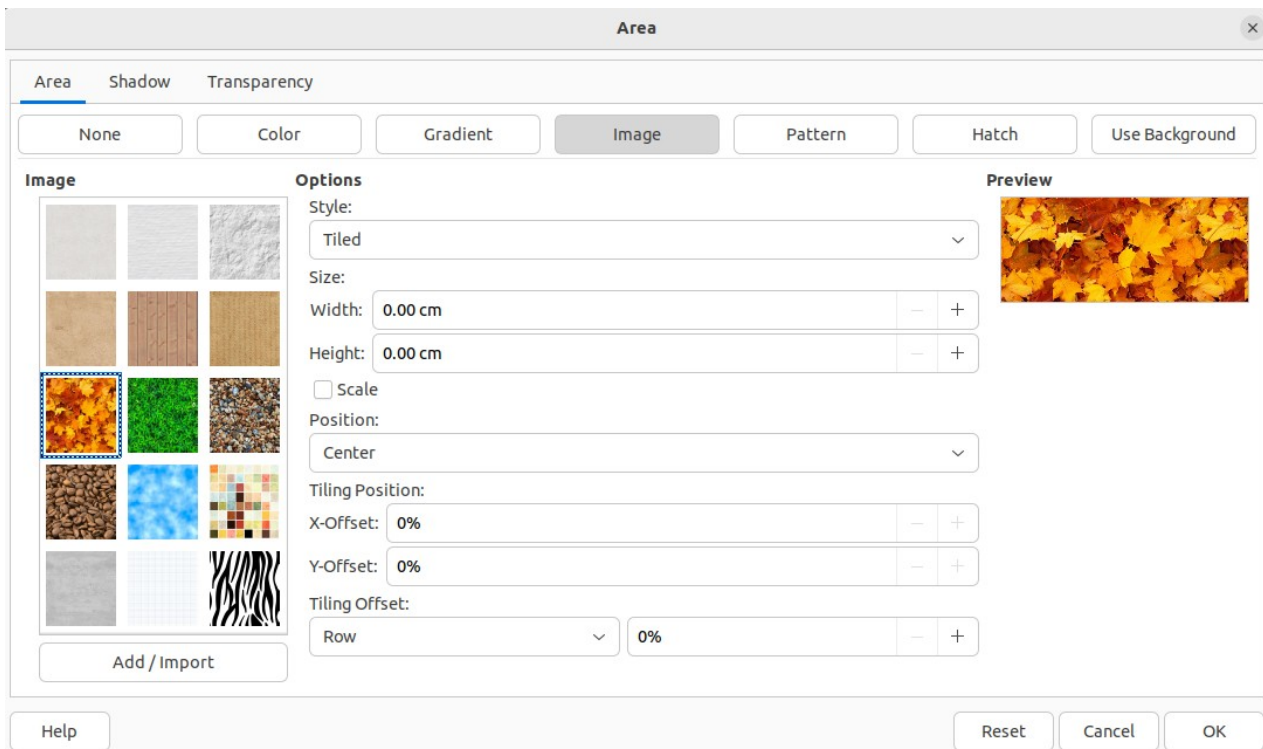 Area
Area Shadow Transparency
None Color Gradient Image Pattern Hatch Use Background
Image
Options
Style:
Tiled
Size:
Width: 0.00 cm
Height: 0.00 cm
Scale
Position:
Center
Tiling Position:
X-Offset: 0%
Y-Offset: 0%
Tiling Offset:
Row 0%
Preview
Add / Import
Help Reset Cancel OK